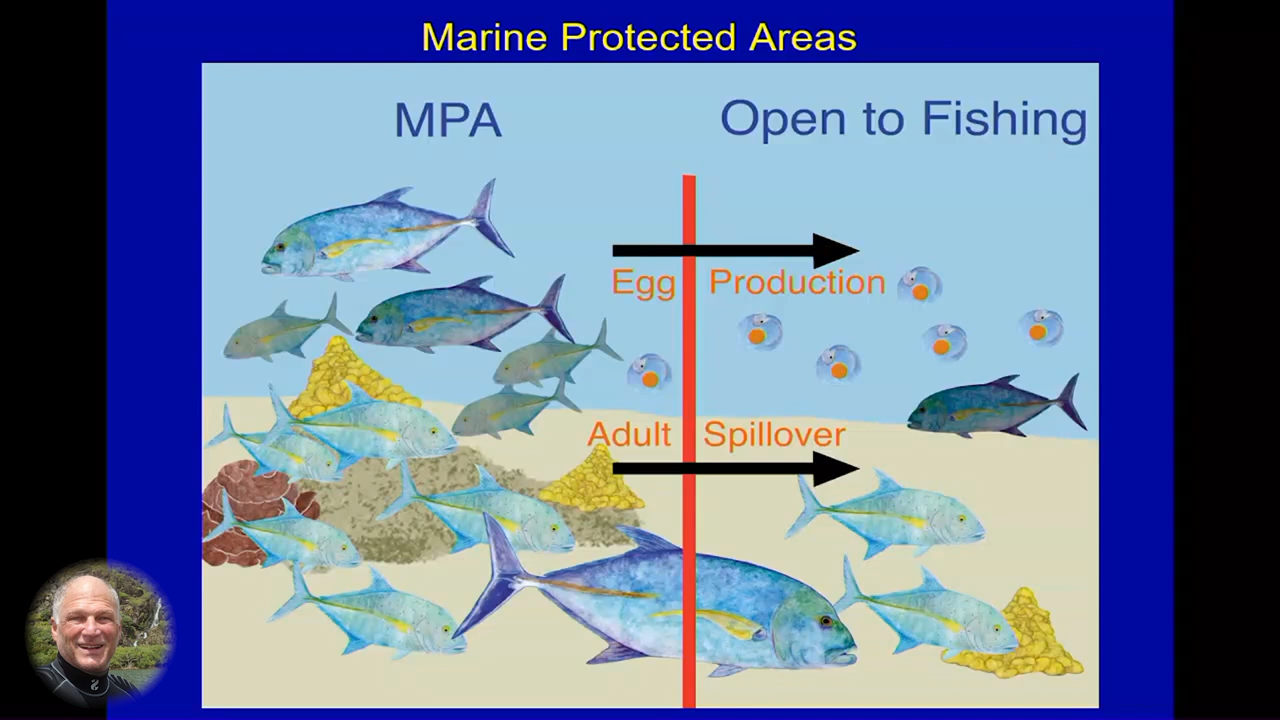 Marine Protected Areas
MPA
Open to Fishing
Egg Production
Adult Spillover